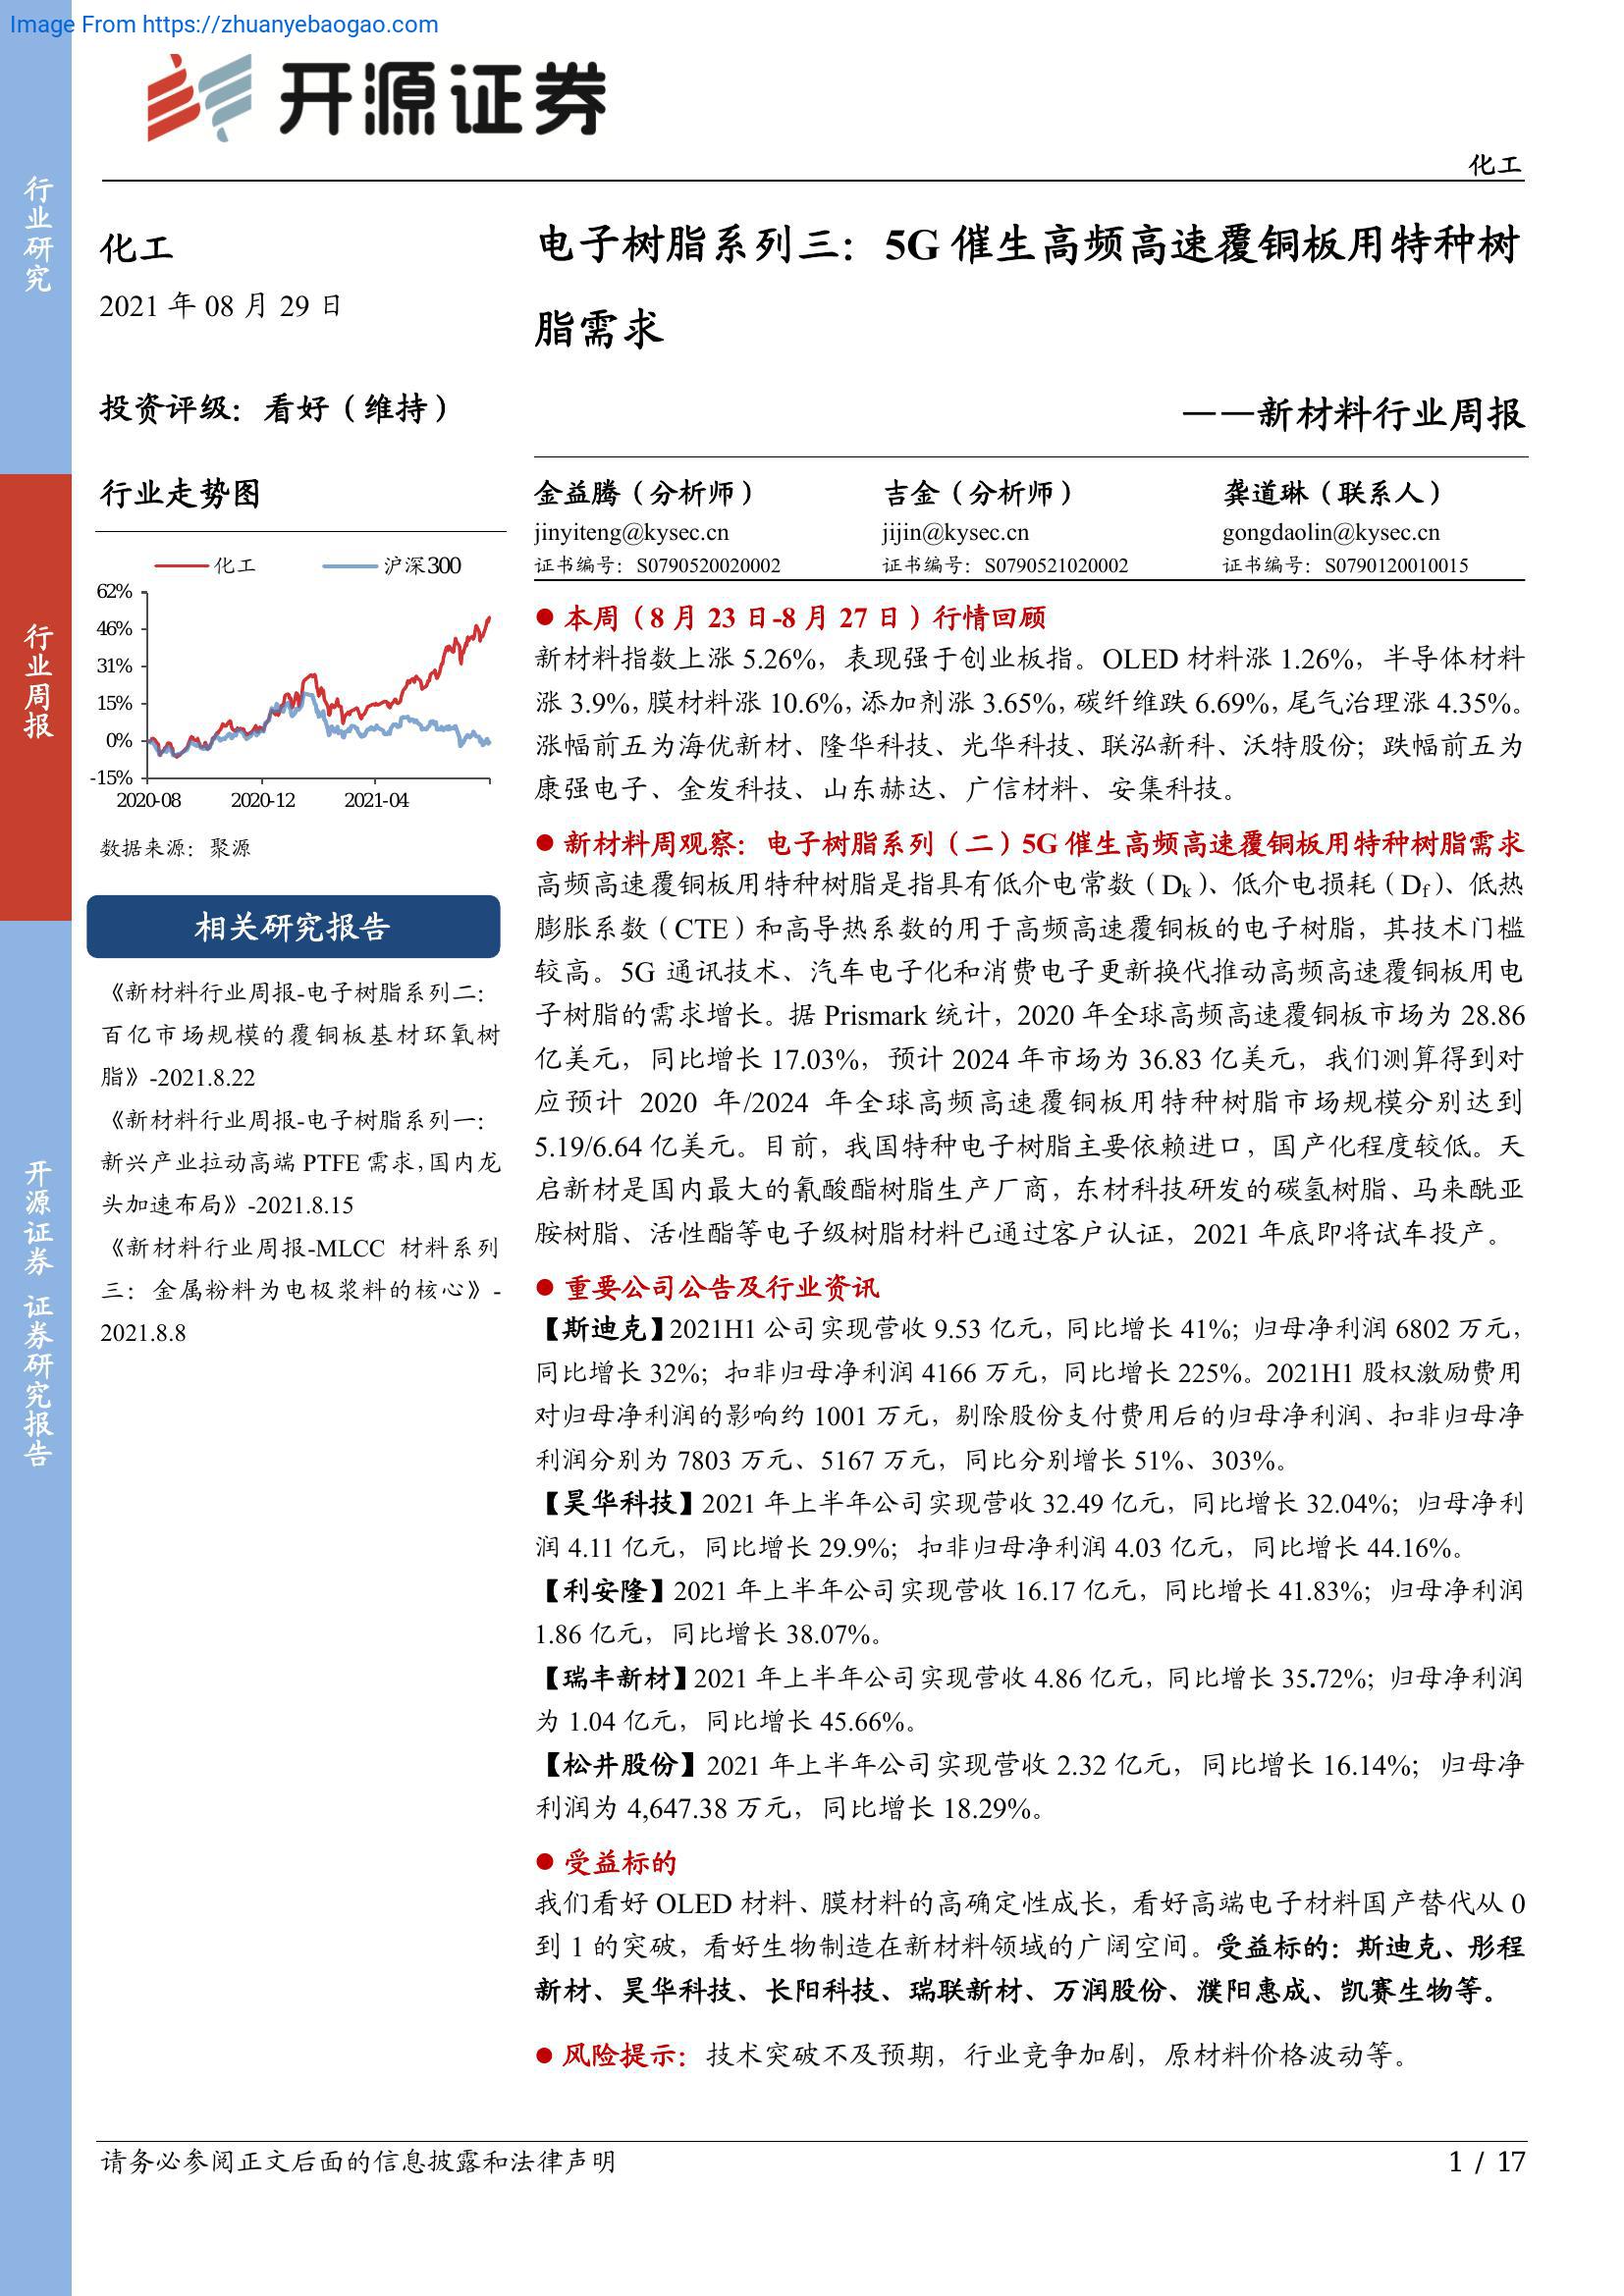 Image From https://zhuanyebaogao.com
开源证券
化工
行业研究
行业周报
开源证券 证券研究报告
化工
2021 年 08 月 29 日
投资评级：看好（维持）
行业走势图
化工 沪深300
62%
46%
31%
15%
0%
-15%
2020-08 2020-12 2021-04
数据来源：聚源
相关研究报告
《新材料行业周报-电子树脂系列二：
百亿市场规模的覆铜板基材环氧树
脂》-2021.8.22
《新材料行业周报-电子树脂系列一：
新兴产业拉动高端 PTFE 需求，国内龙
头加速布局》-2021.8.15
《新材料行业周报-MLCC 材料系列
三：金属粉料为电极浆料的核心》-
2021.8.8
电子树脂系列三：5G 催生高频高速覆铜板用特种树
脂需求
——新材料行业周报
金益腾（分析师） 吉金（分析师） 龚道琳（联系人）
jinyiteng@kysec.cn jijin@kysec.cn gongdaolin@kysec.cn
证书编号：S0790520020002 证书编号：S0790521020002 证书编号：S0790120010015
● 本周（8 月 23 日-8 月 27 日）行情回顾
新材料指数上涨 5.26%，表现强于创业板指。OLED 材料涨 1.26%，半导体材料
涨 3.9%，膜材料涨 10.6%，添加剂涨 3.65%，碳纤维跌 6.69%，尾气治理涨 4.35%。
涨幅前五为海优新材、隆华科技、光华科技、联泓新科、沃特股份；跌幅前五为
康强电子、金发科技、山东赫达、广信材料、安集科技。
● 新材料周观察：电子树脂系列（二）5G 催生高频高速覆铜板用特种树脂需求
高频高速覆铜板用特种树脂是指具有低介电常数（Dk）、低介电损耗（Df）、低热
膨胀系数（CTE）和高导热系数的用于高频高速覆铜板的电子树脂，其技术门槛
较高。5G 通讯技术、汽车电子化和消费电子更新换代推动高频高速覆铜板用电
子树脂的需求增长。据 Prismark 统计，2020 年全球高频高速覆铜板市场为 28.86
亿美元，同比增长 17.03%，预计 2024 年市场为 36.83 亿美元，我们测算得到对
应预计 2020 年/2024 年全球高频高速覆铜板用特种树脂市场规模分别达到
5.19/6.64 亿美元。目前，我国特种电子树脂主要依赖进口，国产化程度较低。天
启新材是国内最大的氰酸酯树脂生产厂商，东材科技研发的碳氢树脂、马来酰亚
胺树脂、活性酯等电子级树脂材料已通过客户认证，2021 年底即将试车投产。
● 重要公司公告及行业资讯
【斯迪克】2021H1 公司实现营收 9.53 亿元，同比增长 41%；归母净利润 6802 万元，
同比增长 32%；扣非归母净利润 4166 万元，同比增长 225%。2021H1 股权激励费用
对归母净利润的影响约 1001 万元，剔除股份支付费用后的归母净利润、扣非归母净
利润分别为 7803 万元、5167 万元，同比分别增长 51%、303%。
【昊华科技】2021 年上半年公司实现营收 32.49 亿元，同比增长 32.04%；归母净利
润 4.11 亿元，同比增长 29.9%；扣非归母净利润 4.03 亿元，同比增长 44.16%。
【利安隆】2021 年上半年公司实现营收 16.17 亿元，同比增长 41.83%；归母净利润
1.86 亿元，同比增长 38.07%。
【瑞丰新材】2021 年上半年公司实现营收 4.86 亿元，同比增长 35.72%；归母净利润
为 1.04 亿元，同比增长 45.66%。
【松井股份】2021 年上半年公司实现营收 2.32 亿元，同比增长 16.14%；归母净
利润为 4,647.38 万元，同比增长 18.29%。
● 受益标的
我们看好 OLED 材料、膜材料的高确定性成长，看好高端电子材料国产替代从 0
到 1 的突破，看好生物制造在新材料领域的广阔空间。受益标的：斯迪克、彤程
新材、昊华科技、长阳科技、瑞联新材、万润股份、濮阳惠成、凯赛生物等。
● 风险提示：技术突破不及预期，行业竞争加剧，原材料价格波动等。
请务必参阅正文后面的信息披露和法律声明 1 / 17